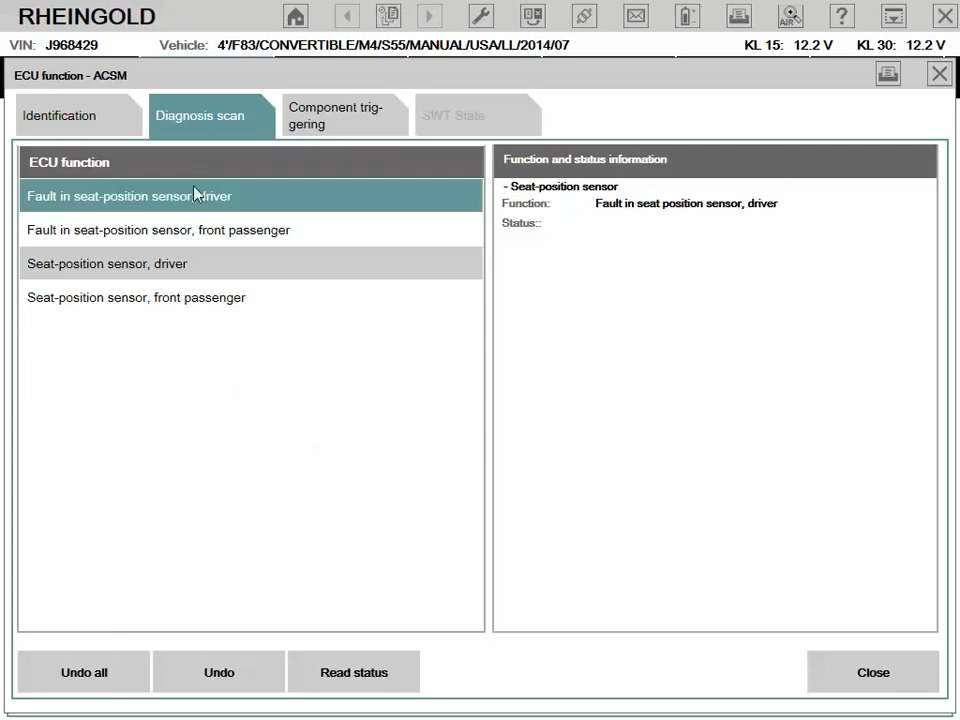 RHEINGOLD
VIN: J968429 Vehicle: 4'/F83/CONVERTIBLE/M4/S55/MANUAL/USA/LL/2014/07 KL 15: 12.2 V KL 30: 12.2 V
ECU function - ACSM
Identification
Diagnosis scan
Component trig-
gering
SWT State
ECU function
Fault in seat-position sensor, driver
Fault in seat-position sensor, front passenger
Seat-position sensor, driver
Seat-position sensor, front passenger
Function and status information
- Seat-position sensor
Function: Fault in seat position sensor, driver
Status::
Undo all
Undo
Read status
Close